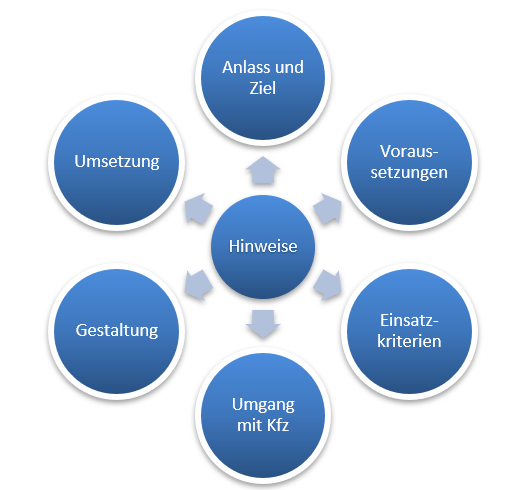 Anlass und
Ziel
Voraus-
setzungen
Einsatz-
kriterien
Umgang
mit Kfz
Gestaltung
Umsetzung
Hinweise